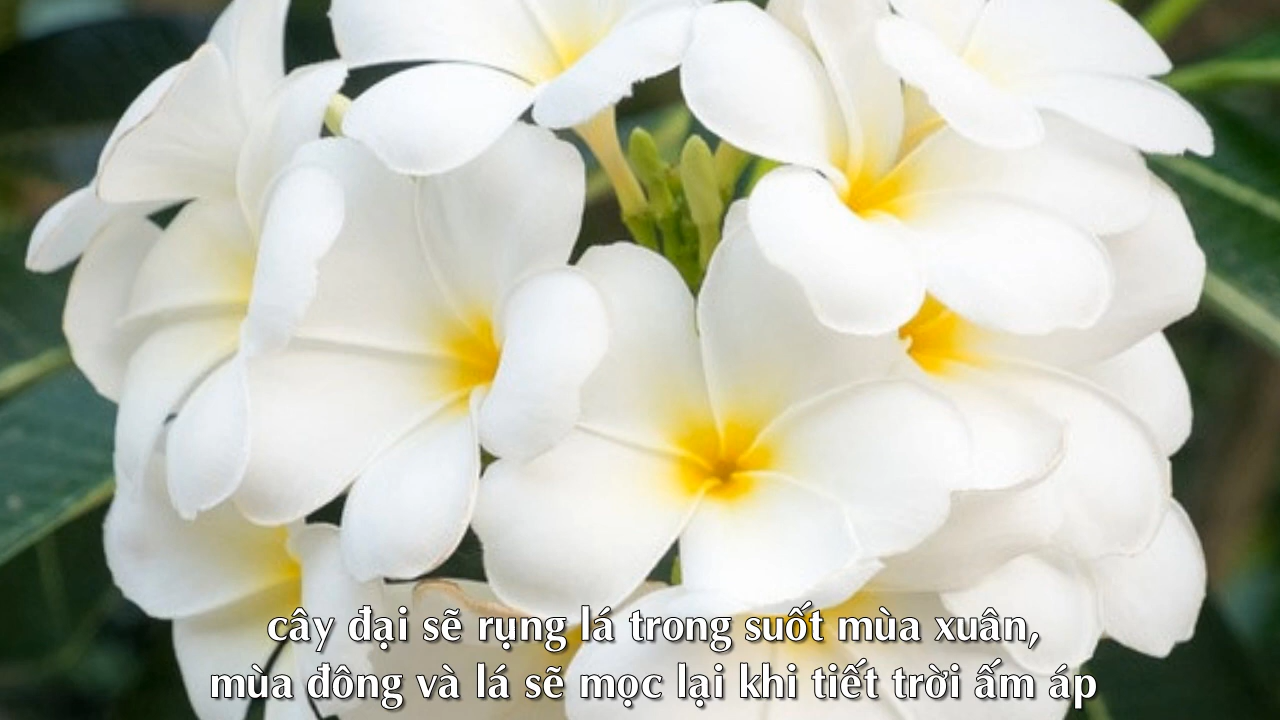 cây đại sẽ rụng lá trong suốt mùa xuân,
mùa đông và lá sẽ mọc lại khi tiết trời ấm áp